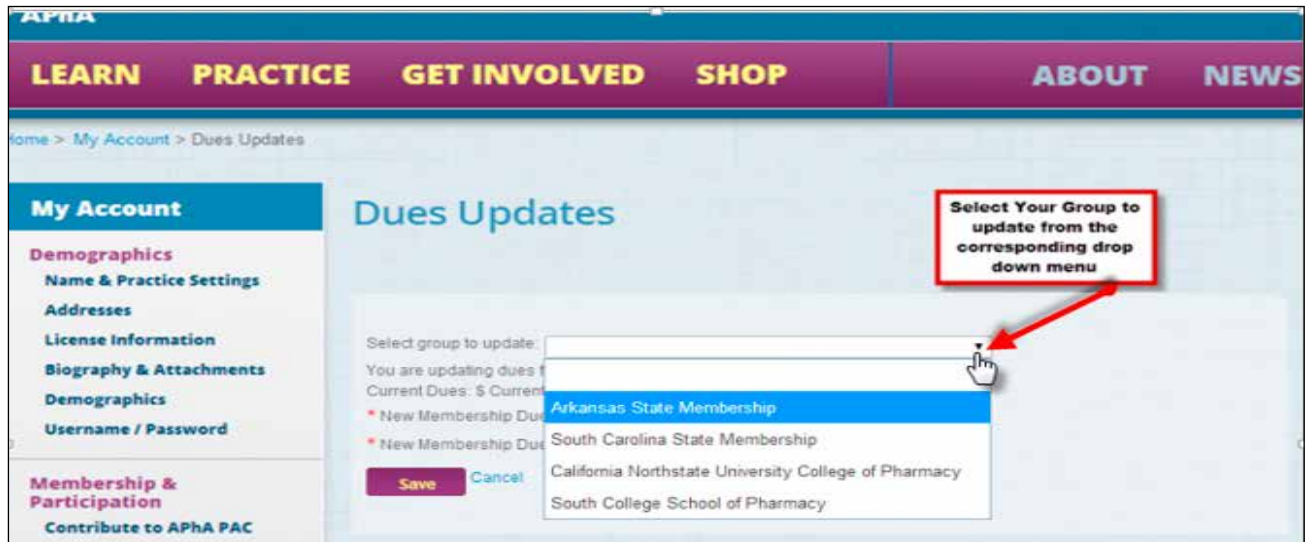 APhA
LEARN PRACTICE GET INVOLVED SHOP ABOUT NEWS
Home > My Account > Dues Updates
My Account
Demographics
Name & Practice Settings
Addresses
License Information
Biography & Attachments
Demographics
Username / Password
Membership &
Participation
Contribute to APhA PAC
Dues Updates
Select Your Group to
update from the
corresponding drop
down menu
Select group to update:
You are updating dues f
Current Dues: $ Current
* New Membership Due
* New Membership Due
Save Cancel
Arkansas State Membership
South Carolina State Membership
California Northstate University College of Pharmacy
South College School of Pharmacy